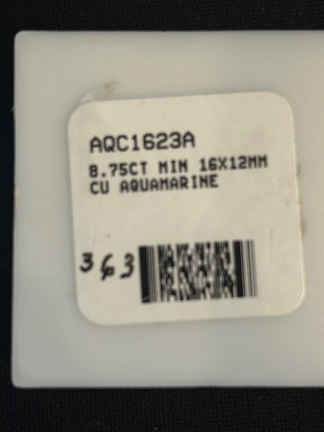 AQC1623A
8.75CT MIN 16X12MM
CU AQUAMARINE
363